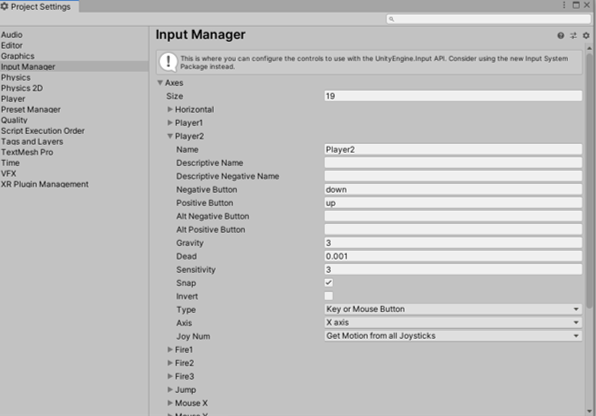 Project Settings
Audio
Editor
Graphics
Input Manager
Physics
Physics 2D
Player
Preset Manager
Quality
Script Execution Order
Tags and Layers
TextMesh Pro
Time
VFX
XR Plugin Management
Input Manager
This is where you can configure the controls to use with the UnityEngine.Input API. Consider using the new Input System
Package instead.
Axes
Size 19
Horizontal
Player1
Player2
Name Player2
Descriptive Name
Descriptive Negative Name
Negative Button down
Positive Button up
Alt Negative Button
Alt Positive Button
Gravity 3
Dead 0.001
Sensitivity 3
Snap
Invert
Type Key or Mouse Button
Axis X axis
Joy Num Get Motion from all Joysticks
Fire1
Fire2
Fire3
Jump
Mouse X